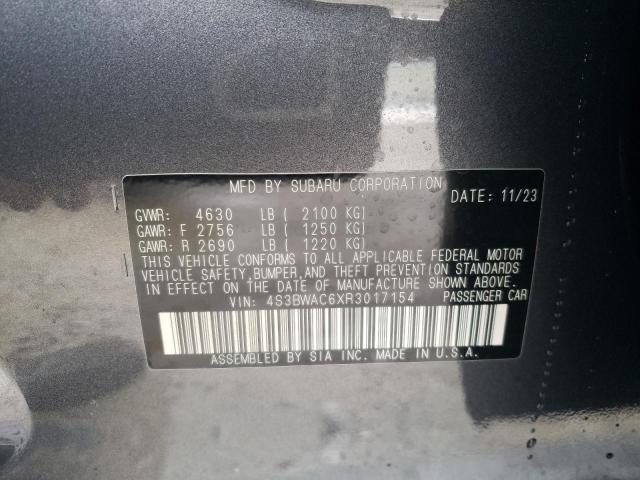 MFD BY SUBARU CORPORATION
DATE: 11/23
GVWR: 4630 LB ( 2100 KG)
GAWR: F 2756 LB ( 1250 KG)
GAWR: R 2690 LB ( 1220 KG)
THIS VEHICLE CONFORMS TO ALL APPLICABLE FEDERAL MOTOR
VEHICLE SAFETY, BUMPER, AND THEFT PREVENTION STANDARDS
IN EFFECT ON THE DATE OF MANUFACTURE SHOWN ABOVE.
VIN: 4S3BWAC6XR3017154 PASSENGER CAR
ASSEMBLED BY SIA INC. MADE IN U.S.A.